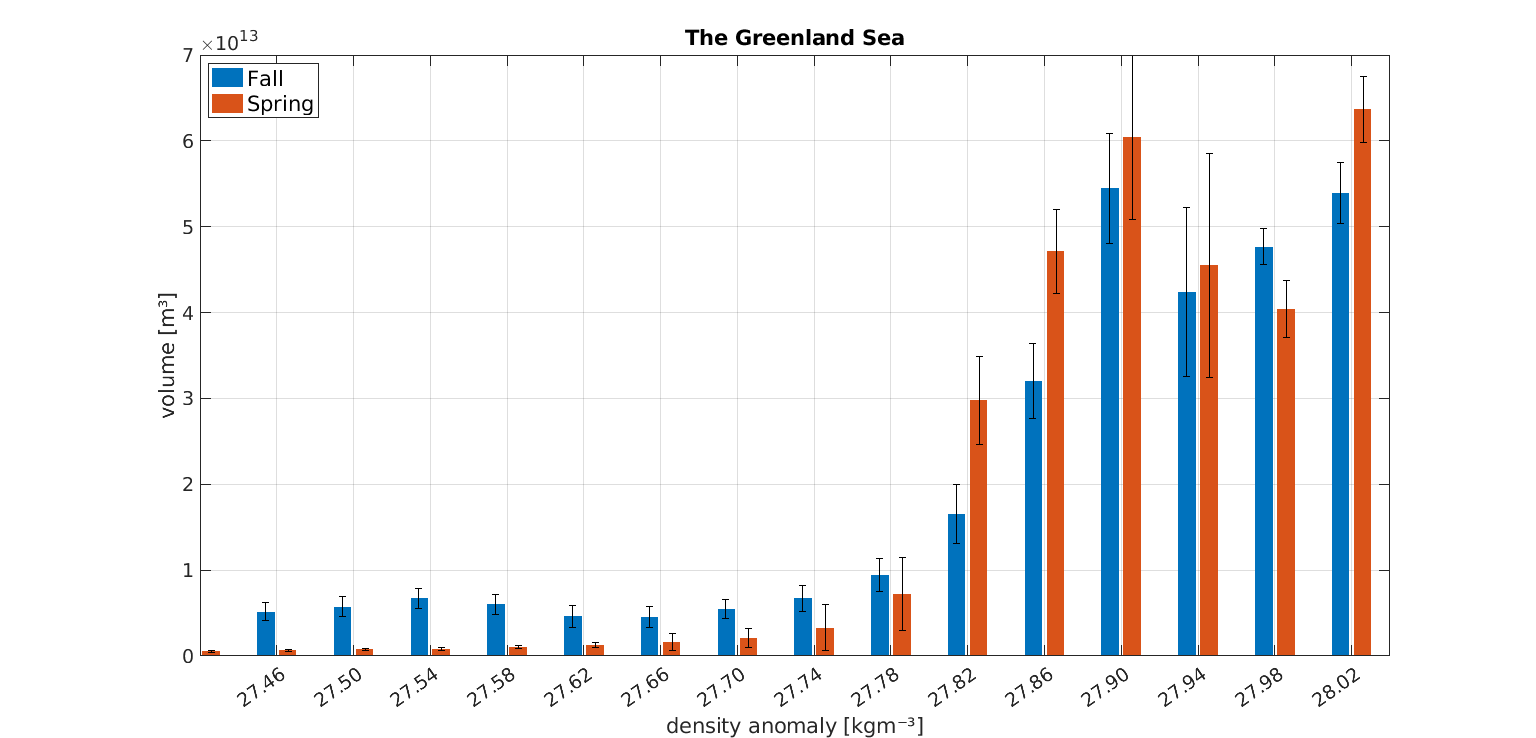 The Greenland Sea
×10¹³
7
6
5
4
3
2
1
0
volume [m³]
Fall
Spring
27.46 27.50 27.54 27.58 27.62 27.66 27.70 27.74 27.78 27.82 27.86 27.90 27.94 27.98 28.02
density anomaly [kgm⁻³]